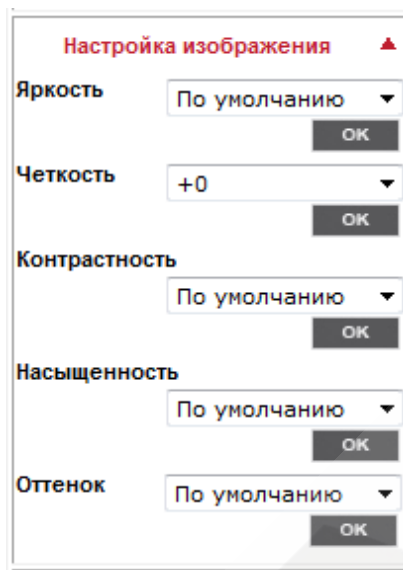 Настройка изображения
Яркость
По умолчанию
OK
Четкость
+0
OK
Контрастность
По умолчанию
OK
Насыщенность
По умолчанию
OK
Оттенок
По умолчанию
OK